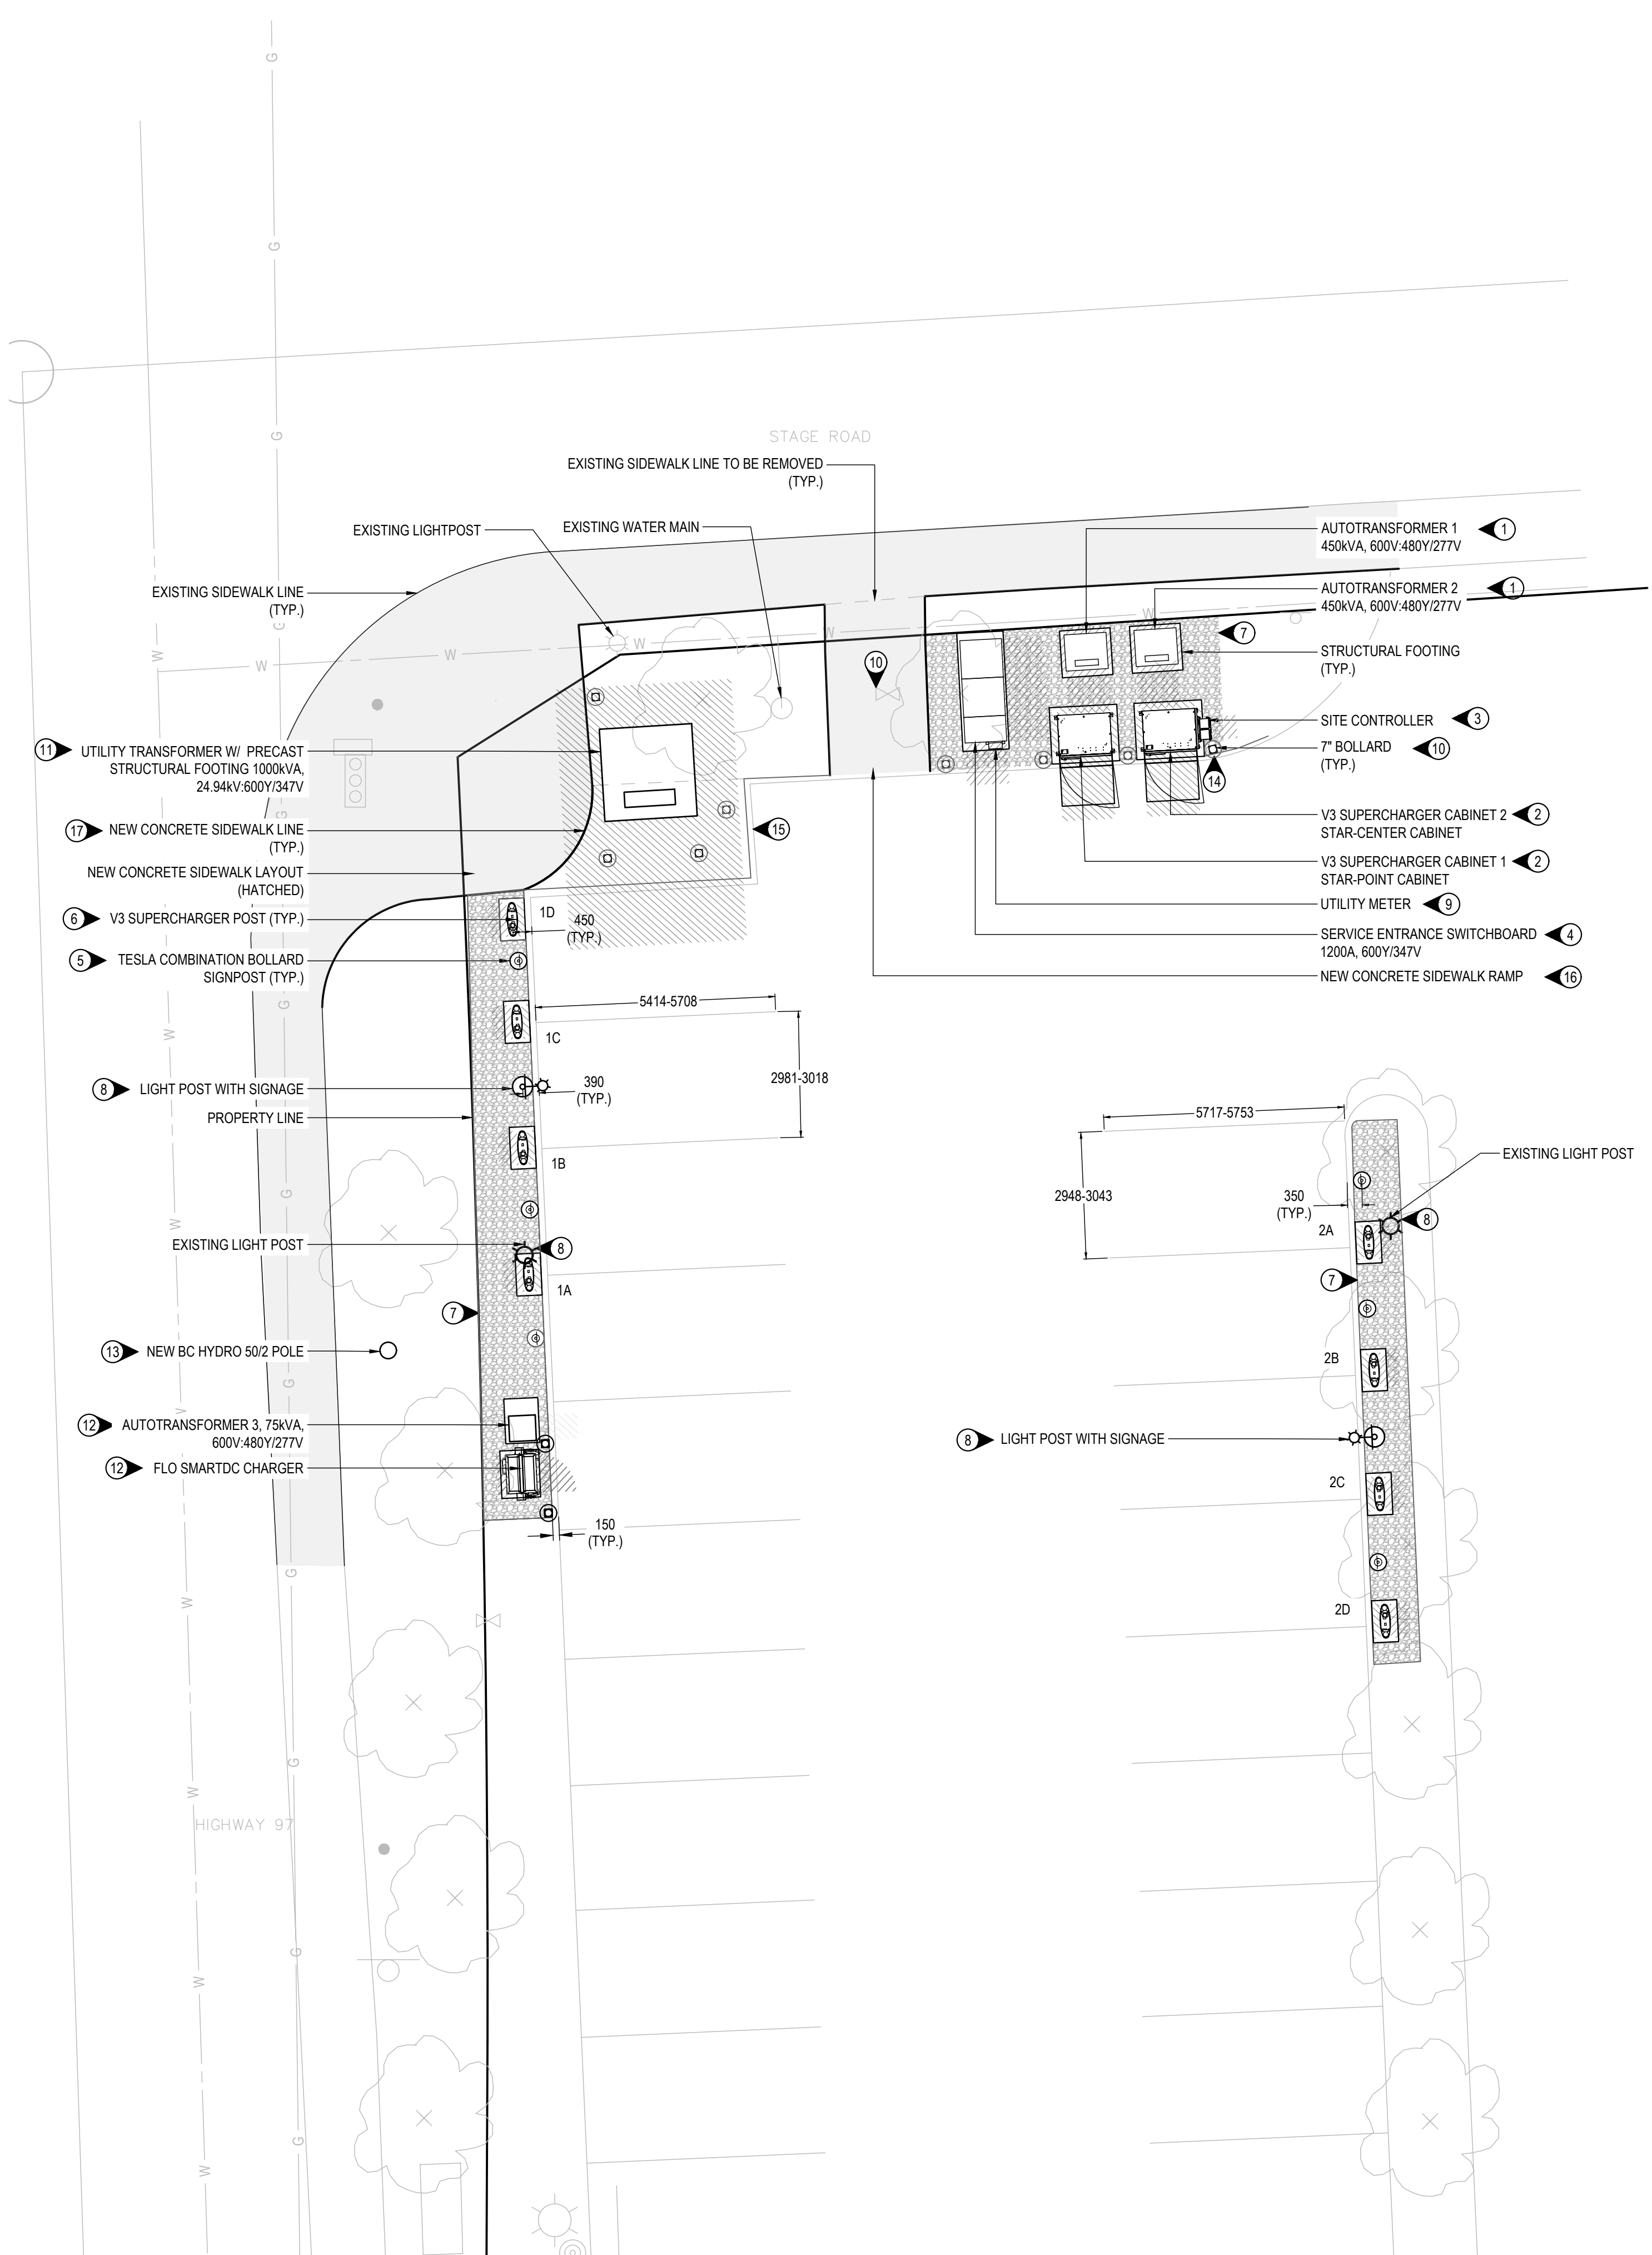 G
G
G
STAGE ROAD
EXISTING SIDEWALK LINE TO BE REMOVED
(TYP.)
EXISTING LIGHTPOST
EXISTING WATER MAIN
EXISTING SIDEWALK LINE
(TYP.)
AUTOTRANSFORMER 1
450kVA, 600V:480Y/277V
1
AUTOTRANSFORMER 2
450kVA, 600V:480Y/277V
1
G
W
W
W
W
W
W
7
STRUCTURAL FOOTING
(TYP.)
10
SITE CONTROLLER
3
7" BOLLARD
(TYP.)
10
14
11
UTILITY TRANSFORMER W/ PRECAST
STRUCTURAL FOOTING 1000kVA,
24.94kV:600Y/347V
17
NEW CONCRETE SIDEWALK LINE
(TYP.)
15
V3 SUPERCHARGER CABINET 2
STAR-CENTER CABINET
2
NEW CONCRETE SIDEWALK LAYOUT
(HATCHED)
V3 SUPERCHARGER CABINET 1
STAR-POINT CABINET
2
UTILITY METER
9
6
V3 SUPERCHARGER POST (TYP.)
1D
450
(TYP.)
SERVICE ENTRANCE SWITCHBOARD
1200A, 600Y/347V
4
5
TESLA COMBINATION BOLLARD
SIGNPOST (TYP.)
NEW CONCRETE SIDEWALK RAMP
16
G
5414-5708
W
1C
8
LIGHT POST WITH SIGNAGE
390
(TYP.)
2981-3018
PROPERTY LINE
5717-5753
1B
EXISTING LIGHT POST
G
W
2948-3043
350
(TYP.)
8
2A
EXISTING LIGHT POST
8
7
1A
7
13
NEW BC HYDRO 50/2 POLE
2B
G
W
12
AUTOTRANSFORMER 3, 75kVA,
600V:480Y/277V
8
LIGHT POST WITH SIGNAGE
12
FLO SMARTDC CHARGER
2C
150
(TYP.)
G
W
2D
G
W
HIGHWAY 97
G
W
G
W